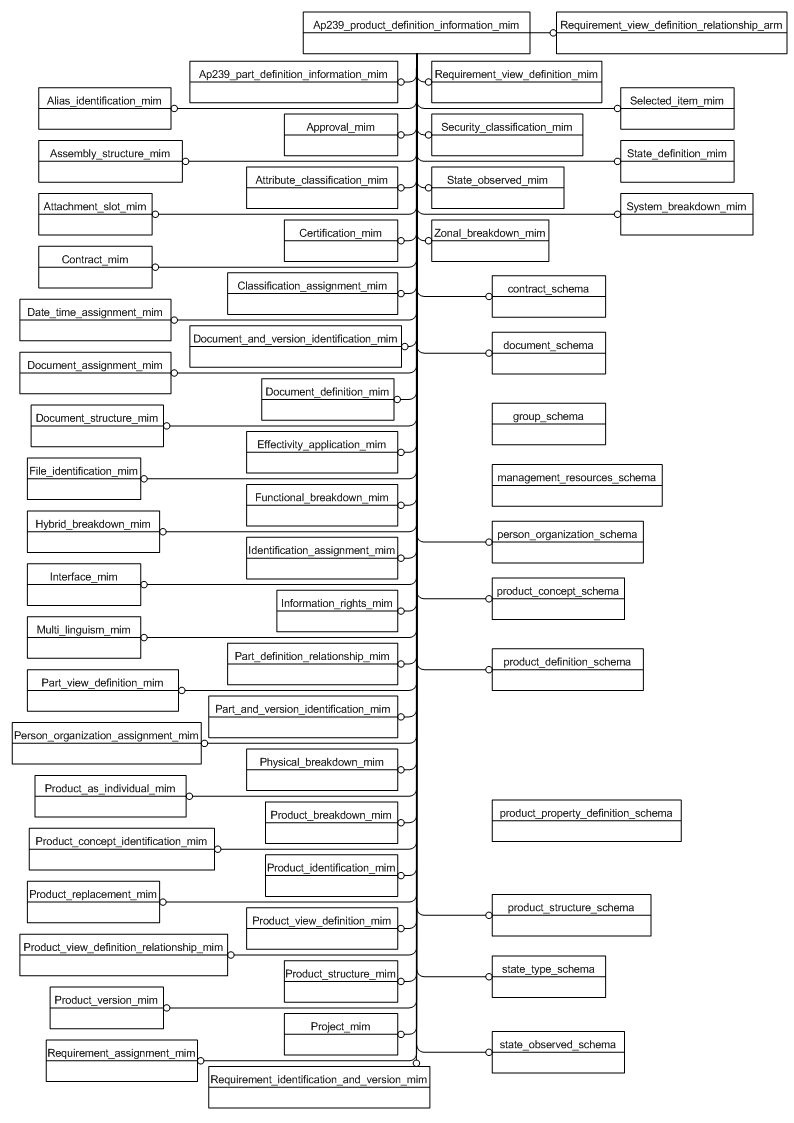 Ap239_product_definition_information_mim
Requirement_view_definition_relationship_arm
Ap239_part_definition_information_mim
Requirement_view_definition_mim
Alias_identification_mim
Selected_item_mim
Approval_mim
Security_classification_mim
Assembly_structure_mim
State_definition_mim
Attribute_classification_mim
State_observed_mim
Attachment_slot_mim
System_breakdown_mim
Certification_mim
Zonal_breakdown_mim
Contract_mim
Classification_assignment_mim
contract_schema
Date_time_assignment_mim
Document_and_version_identification_mim
document_schema
Document_assignment_mim
Document_definition_mim
Document_structure_mim
group_schema
Effectivity_application_mim
File_identification_mim
management_resources_schema
Functional_breakdown_mim
Hybrid_breakdown_mim
person_organization_schema
Identification_assignment_mim
Interface_mim
product_concept_schema
Information_rights_mim
Multi_linguism_mim
Part_definition_relationship_mim
product_definition_schema
Part_view_definition_mim
Part_and_version_identification_mim
Person_organization_assignment_mim
Physical_breakdown_mim
Product_as_individual_mim
Product_breakdown_mim
product_property_definition_schema
Product_concept_identification_mim
Product_identification_mim
Product_replacement_mim
product_structure_schema
Product_view_definition_mim
Product_view_definition_relationship_mim
Product_structure_mim
state_type_schema
Product_version_mim
Project_mim
state_observed_schema
Requirement_assignment_mim
Requirement_identification_and_version_mim